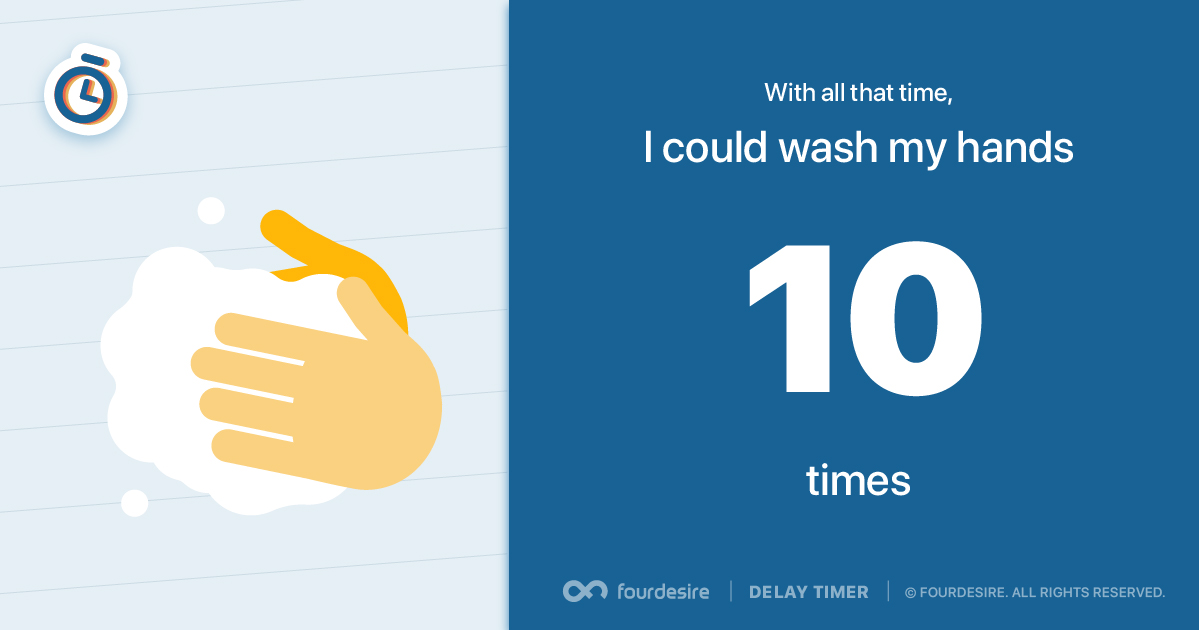 With all that time,
I could wash my hands
10
times
fourdesire | DELAY TIMER | © FOURDESIRE. ALL RIGHTS RESERVED.